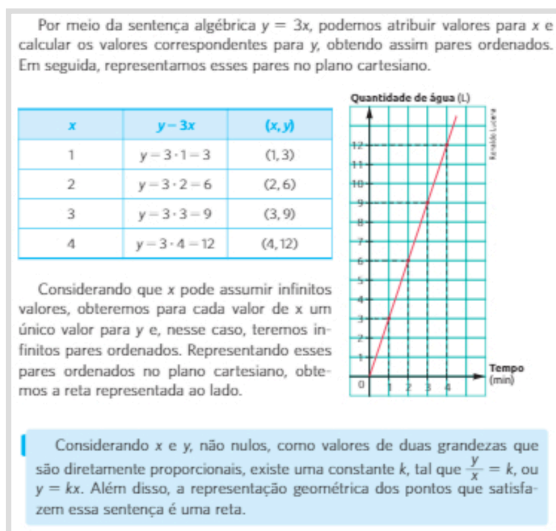 Por meio da sentença algébrica y = 3x, podemos atribuir valores para x e
calcular os valores correspondentes para y, obtendo assim pares ordenados.
Em seguida, representamos esses pares no plano cartesiano.
Quantidade de água (L)
x y=3x (x, y)
1 y = 3 · 1 = 3 (1, 3)
2 y = 3 · 2 = 6 (2, 6)
3 y = 3 · 3 = 9 (3, 9)
4 y = 3 · 4 = 12 (4, 12)
12
11
10
9
8
7
6
5
4
3
2
1
0 1 2 3 4
Tempo
(min)
Ronaldo Lucena
Considerando que x pode assumir infinitos
valores, obteremos para cada valor de x um
único valor para y e, nesse caso, teremos in-
finitos pares ordenados. Representando esses
pares ordenados no plano cartesiano, obte-
mos a reta representada ao lado.
Considerando x e y, não nulos, como valores de duas grandezas que
são diretamente proporcionais, existe uma constante k, tal que y/x = k, ou
y = kx. Além disso, a representação geométrica dos pontos que satisfa-
zem essa sentença é uma reta.